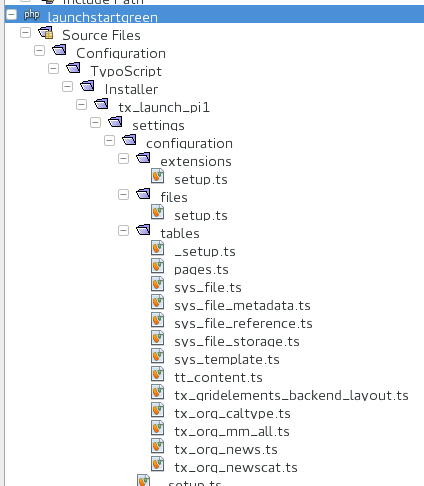 Include Path
php launchstartgreen
Source Files
Configuration
TypoScript
Installer
tx_launch_pi1
settings
configuration
extensions
setup.ts
files
setup.ts
tables
_setup.ts
pages.ts
sys_file.ts
sys_file_metadata.ts
sys_file_reference.ts
sys_file_storage.ts
sys_template.ts
tt_content.ts
tx_gridelements_backend_layout.ts
tx_org_caltype.ts
tx_org_mm_all.ts
tx_org_news.ts
tx_org_newscat.ts
_setup.ts